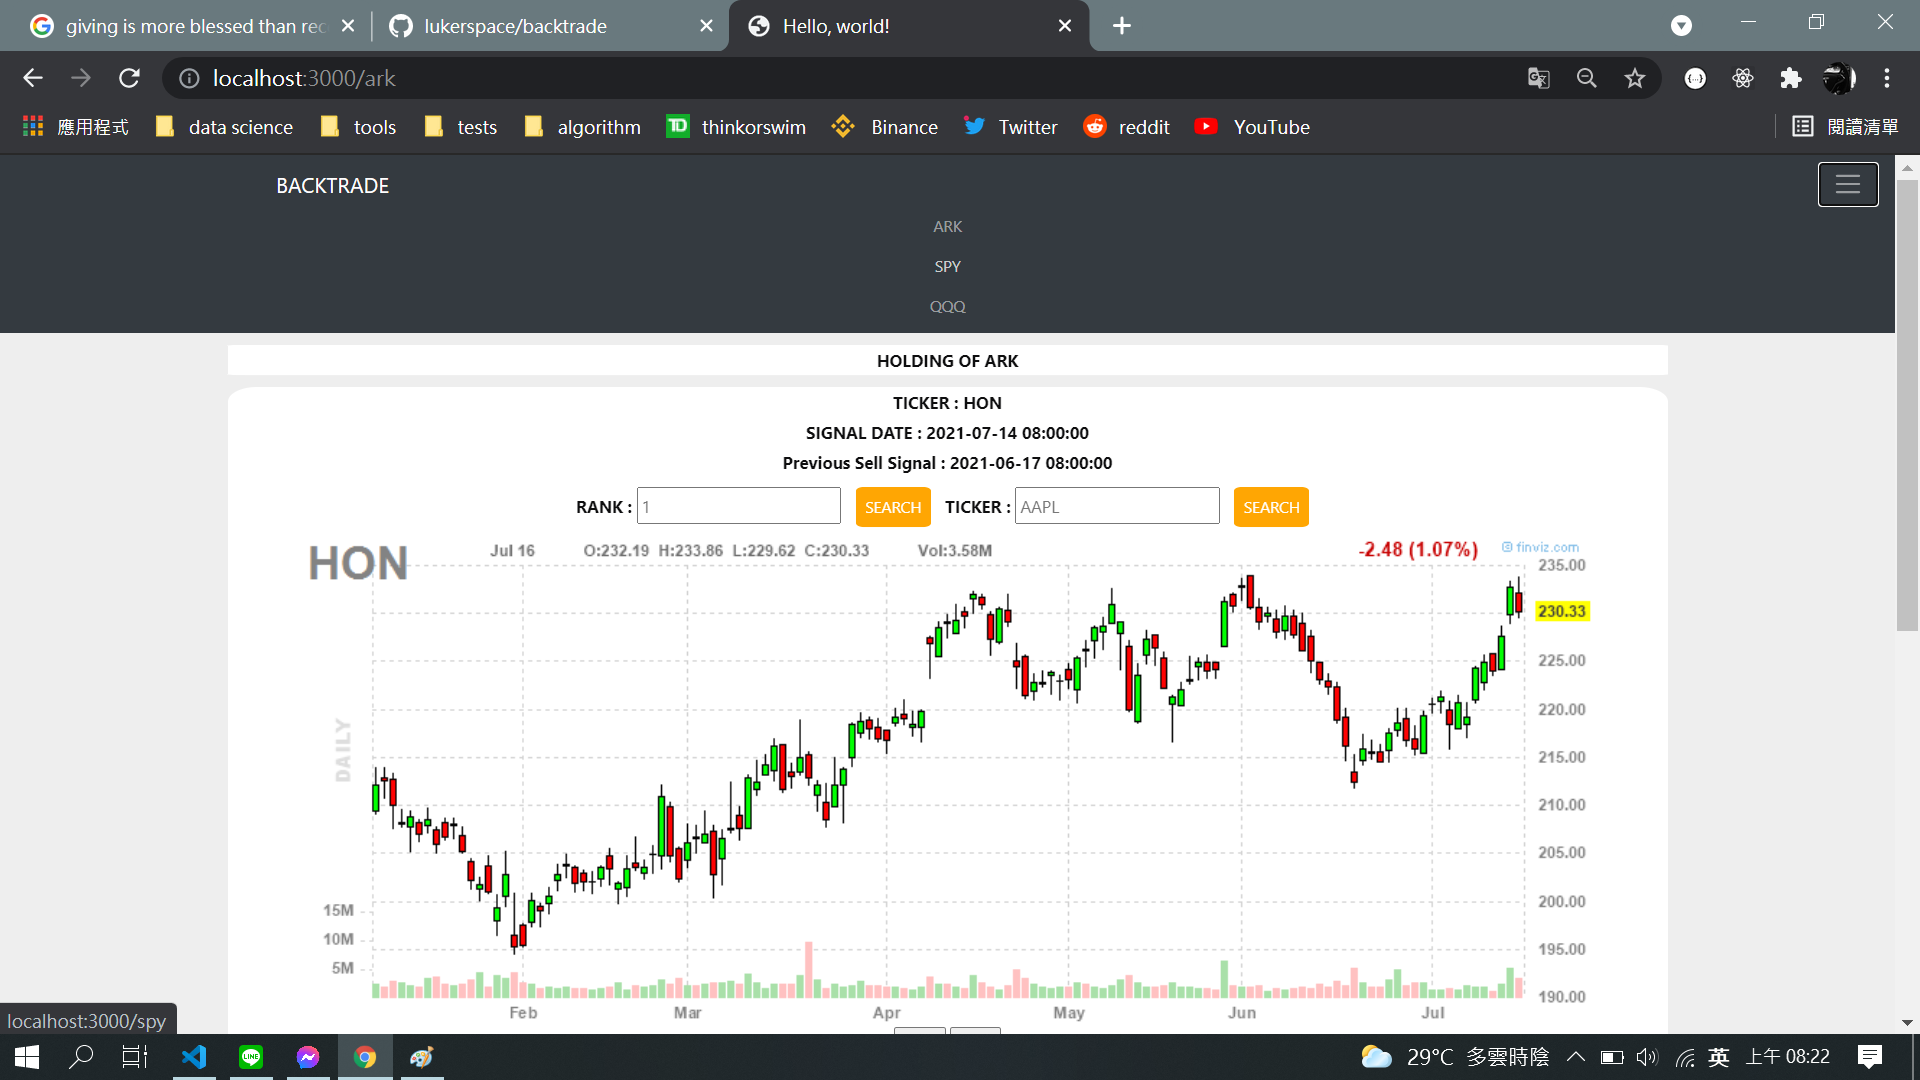 giving is more blessed than rec
lukerspace/backtrade
Hello, world!
localhost:3000/ark
應用程式
data science
tools
tests
algorithm
thinkorswim
Binance
Twitter
reddit
YouTube
閱讀清單
BACKTRADE
ARK
SPY
QQQ
HOLDING OF ARK
TICKER : HON
SIGNAL DATE : 2021-07-14 08:00:00
Previous Sell Signal : 2021-06-17 08:00:00
RANK : 1 SEARCH TICKER : AAPL SEARCH
HON
Jul 16 O:232.19 H:233.86 L:229.62 C:230.33 Vol:3.58M
-2.48 (1.07%)
finviz.com
235.00
230.33
225.00
220.00
215.00
210.00
205.00
200.00
195.00
190.00
DAILY
15M
10M
5M
Feb Mar Apr May Jun Jul
localhost:3000/spy
29°C 多雲時陰
英
上午 08:22